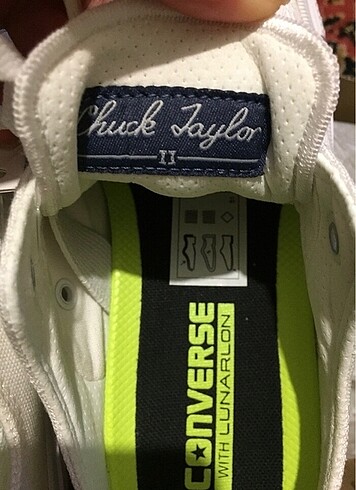 Chuck Taylor
II
CONVERSE
WITH LUNARLON